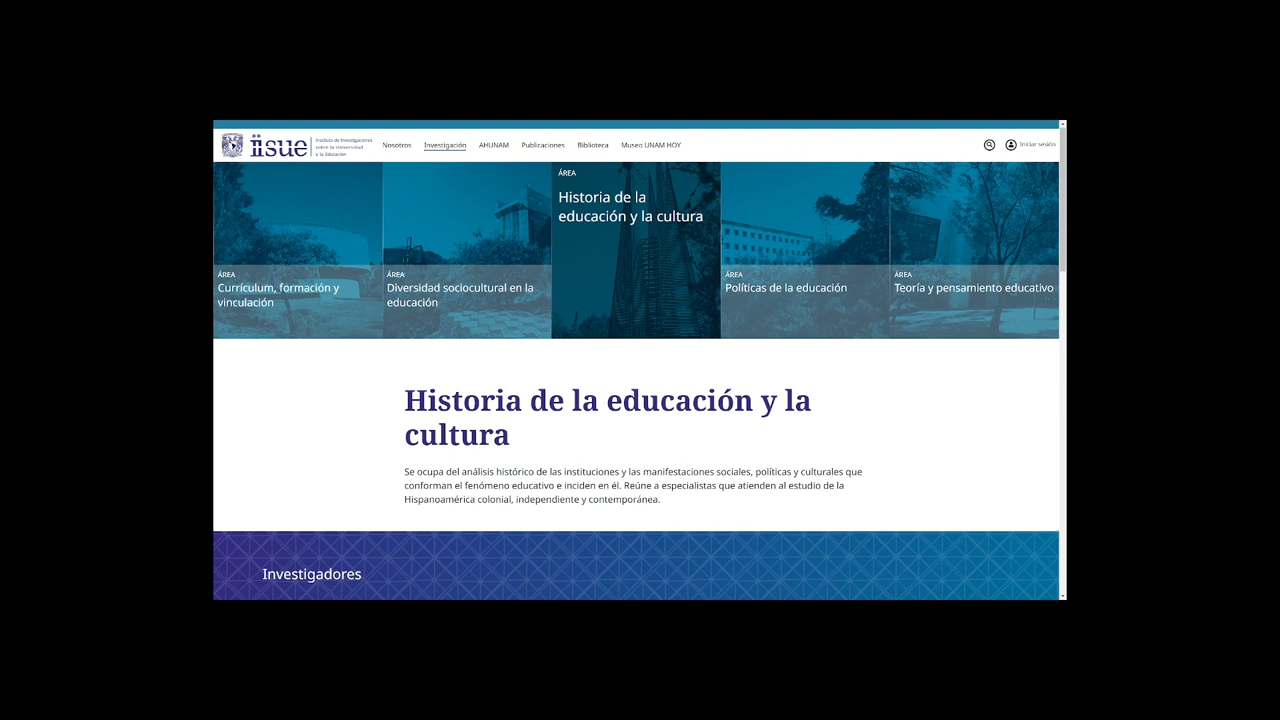 iisue
Instituto de Investigaciones
sobre la Universidad
y la Educación
Nosotros
Investigación
AHUNAM
Publicaciones
Biblioteca
Museo UNAM HOY
Iniciar sesión
ÁREA
Currículum, formación y
vinculación
ÁREA
Diversidad sociocultural en la
educación
ÁREA
Historia de la
educación y la cultura
ÁREA
Políticas de la educación
ÁREA
Teoría y pensamiento educativo
Historia de la educación y la
cultura
Se ocupa del análisis histórico de las instituciones y las manifestaciones sociales, políticas y culturales que
conforman el fenómeno educativo e inciden en él. Reúne a especialistas que atienden al estudio de la
Hispanoamérica colonial, independiente y contemporánea.
Investigadores